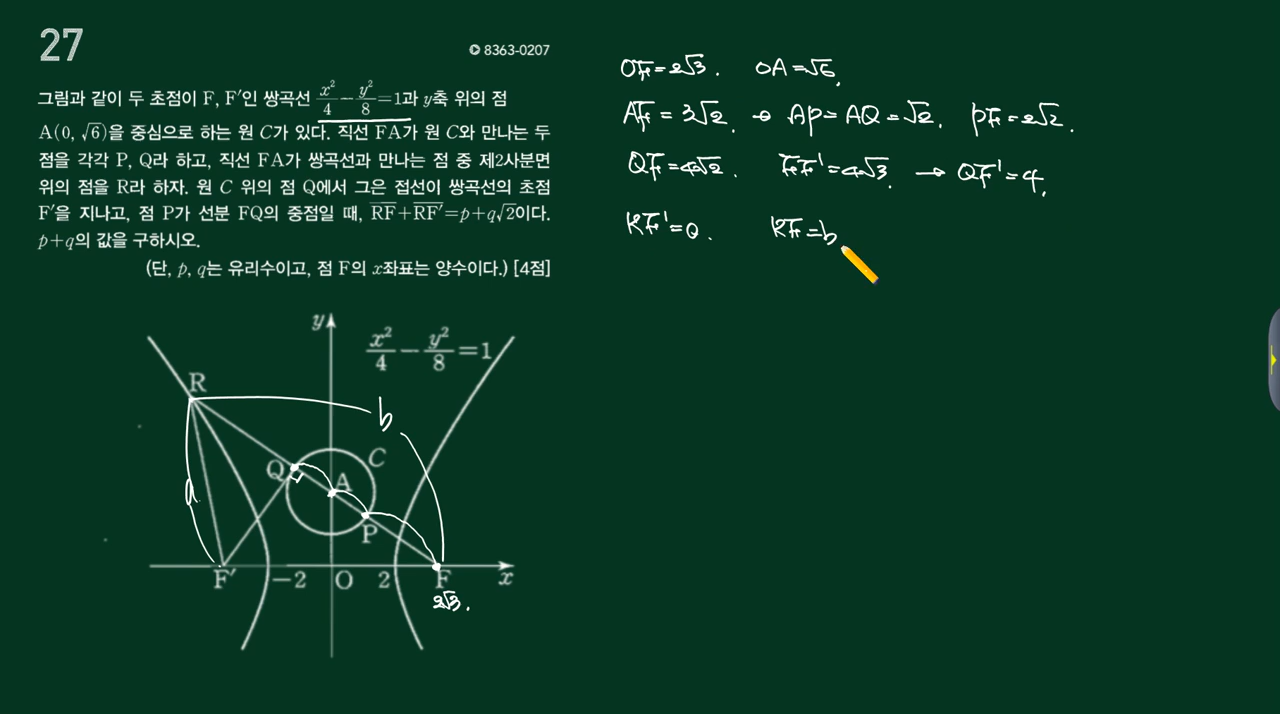 27
8363-0207
그림과 같이 두 초점이 F, F′인 쌍곡선 x²/4 − y²/8 = 1과 y축 위의 점
A(0, √6)을 중심으로 하는 원 C가 있다. 직선 FA가 원 C와 만나는 두
점을 각각 P, Q라 하고, 직선 FA가 쌍곡선과 만나는 점 중 제2사분면
위의 점을 R라 하자. 원 C 위의 점 Q에서 그은 접선이 쌍곡선의 초점
F′을 지나고, 점 P가 선분 FQ의 중점일 때, RF+RF′=p+q√2이다.
p+q의 값을 구하시오.
(단, p, q는 유리수이고, 점 F의 x좌표는 양수이다.) [4점]
OF=2√3. OA=√6.
AF=3√2. → AP=AQ=√2. PF=2√2.
QF=4√2. FF'=4√3. → QF'=4.
RF'=a. RF=b
y
x²/4 − y²/8 = 1
R
b
Q
C
A
a
P
F′
−2
O
2
F
x
2√3.